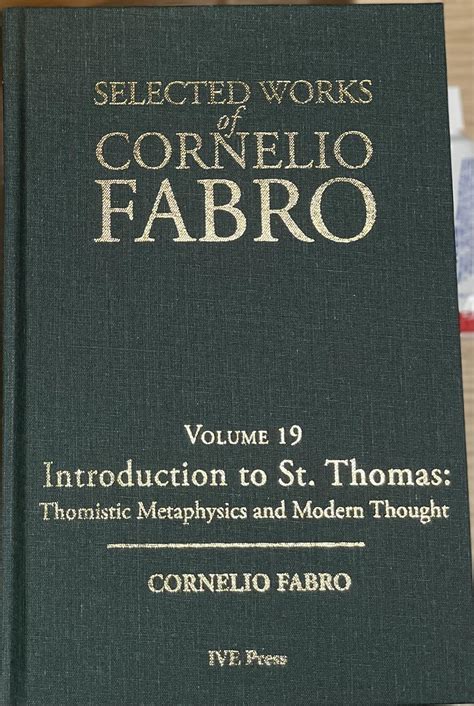 SELECTED WORKS
of
CORNELIO
FABRO
VOLUME 19
Introduction to St. Thomas:
Thomistic Metaphysics and Modern Thought
CORNELIO FABRO
IVE Press